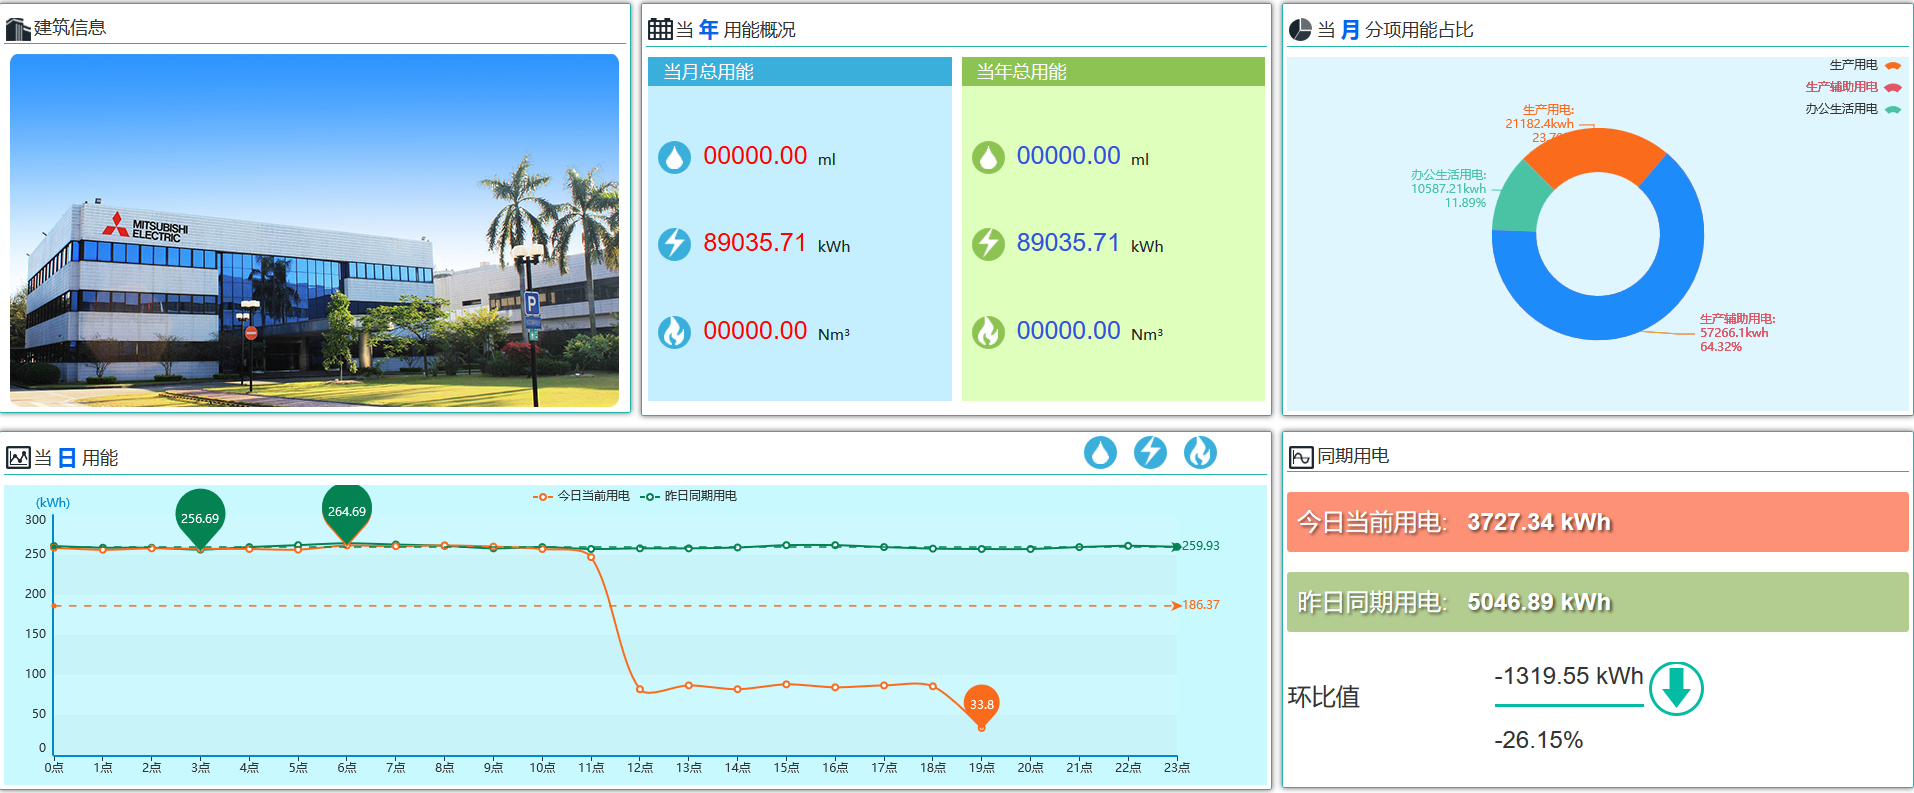 建筑信息
MITSUBISHI
ELECTRIC
P
当 年 用能概况
当月总用能
00000.00 ml
89035.71 kWh
00000.00 Nm³
当年总用能
00000.00 ml
89035.71 kWh
00000.00 Nm³
当 月 分项用能占比
生产用电
生产辅助用电
办公生活用电
生产用电:
21182.4kwh
办公生活用电:
10587.21kwh
11.89%
生产辅助用电:
57266.1kwh
64.32%
当 日 用能
(kWh)
今日当前用电
昨日同期用电
300
250
200
150
100
50
0
256.69
264.69
259.93
186.37
33.8
0点 1点 2点 3点 4点 5点 6点 7点 8点 9点 10点 11点 12点 13点 14点 15点 16点 17点 18点 19点 20点 21点 22点 23点
同期用电
今日当前用电: 3727.34 kWh
昨日同期用电: 5046.89 kWh
环比值
-1319.55 kWh
-26.15%